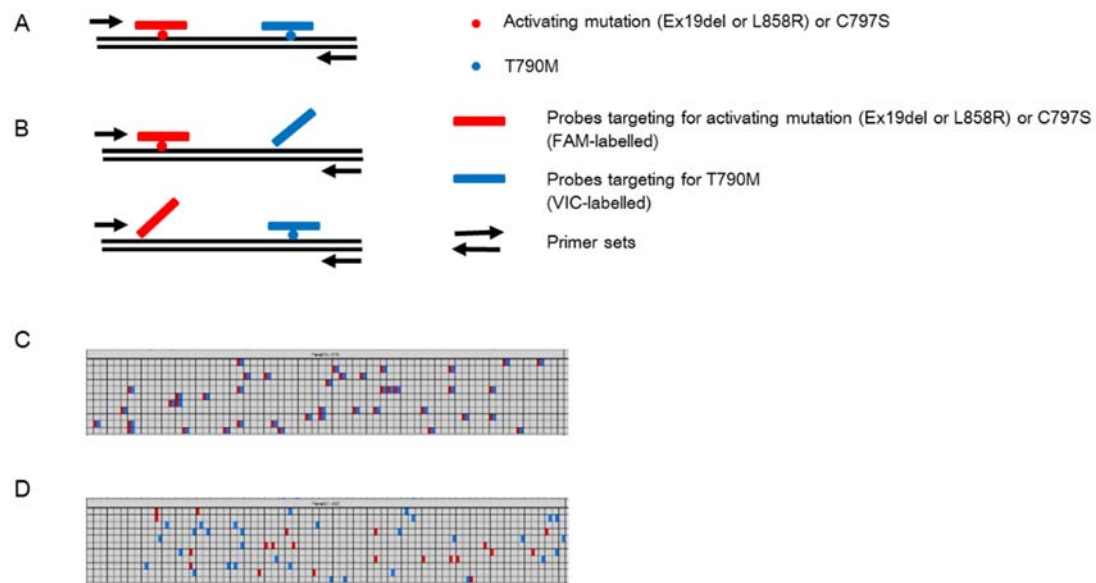 A
Activating mutation (Ex19del or L858R) or C797S
T790M
B
Probes targeting for activating mutation (Ex19del or L858R) or C797S
(FAM-labelled)
Probes targeting for T790M
(VIC-labelled)
Primer sets
C
D